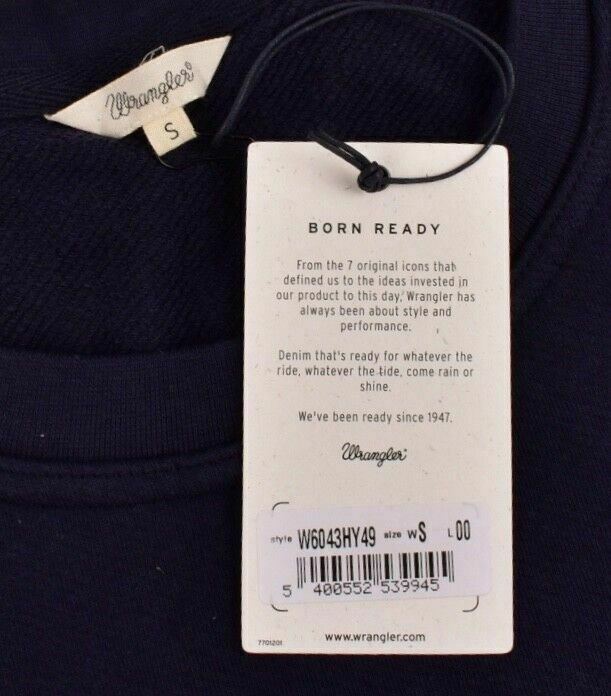 Wrangler
S
BORN READY
From the 7 original icons that
defined us to the ideas invested in
our product to this day, Wrangler has
always been about style and
performance.
Denim that's ready for whatever the
ride, whatever the tide, come rain or
shine.
We've been ready since 1947.
Wrangler
style W6043HY49 size W S L 00
5 400552 539945
7701201
www.wrangler.com